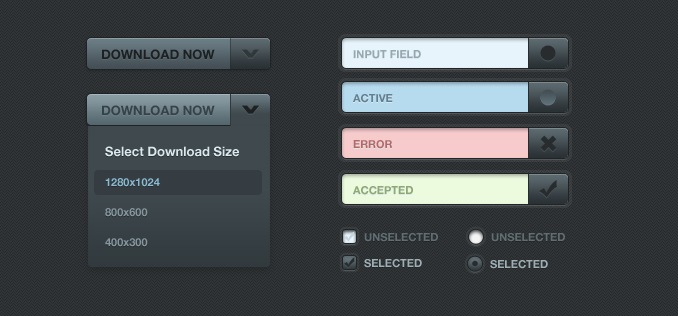 DOWNLOAD NOW
DOWNLOAD NOW
Select Download Size
1280x1024
800x600
400x300
INPUT FIELD
ACTIVE
ERROR
ACCEPTED
UNSELECTED
UNSELECTED
SELECTED
SELECTED